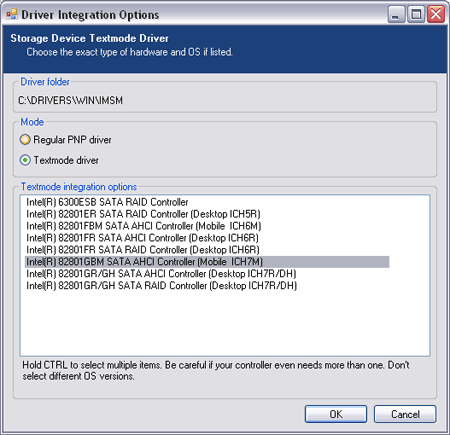 Driver Integration Options
Storage Device Textmode Driver
Choose the exact type of hardware and OS if listed.
Driver folder
C:\DRIVERS\WIN\IMSM
Mode
Regular PNP driver
Textmode driver
Textmode integration options
Intel(R) 6300ESB SATA RAID Controller
Intel(R) 82801ER SATA RAID Controller (Desktop ICH5R)
Intel(R) 82801FBM SATA AHCI Controller (Mobile  ICH6M)
Intel(R) 82801FR SATA AHCI Controller (Desktop ICH6R)
Intel(R) 82801FR SATA RAID Controller (Desktop ICH6R)
Intel(R) 82801GBM SATA AHCI Controller (Mobile  ICH7M)
Intel(R) 82801GR/GH SATA AHCI Controller (Desktop ICH7R/DH)
Intel(R) 82801GR/GH SATA RAID Controller (Desktop ICH7R/DH)
Hold CTRL to select multiple items. Be careful if your controller even needs more than one. Don't
select different OS versions.
OK
Cancel